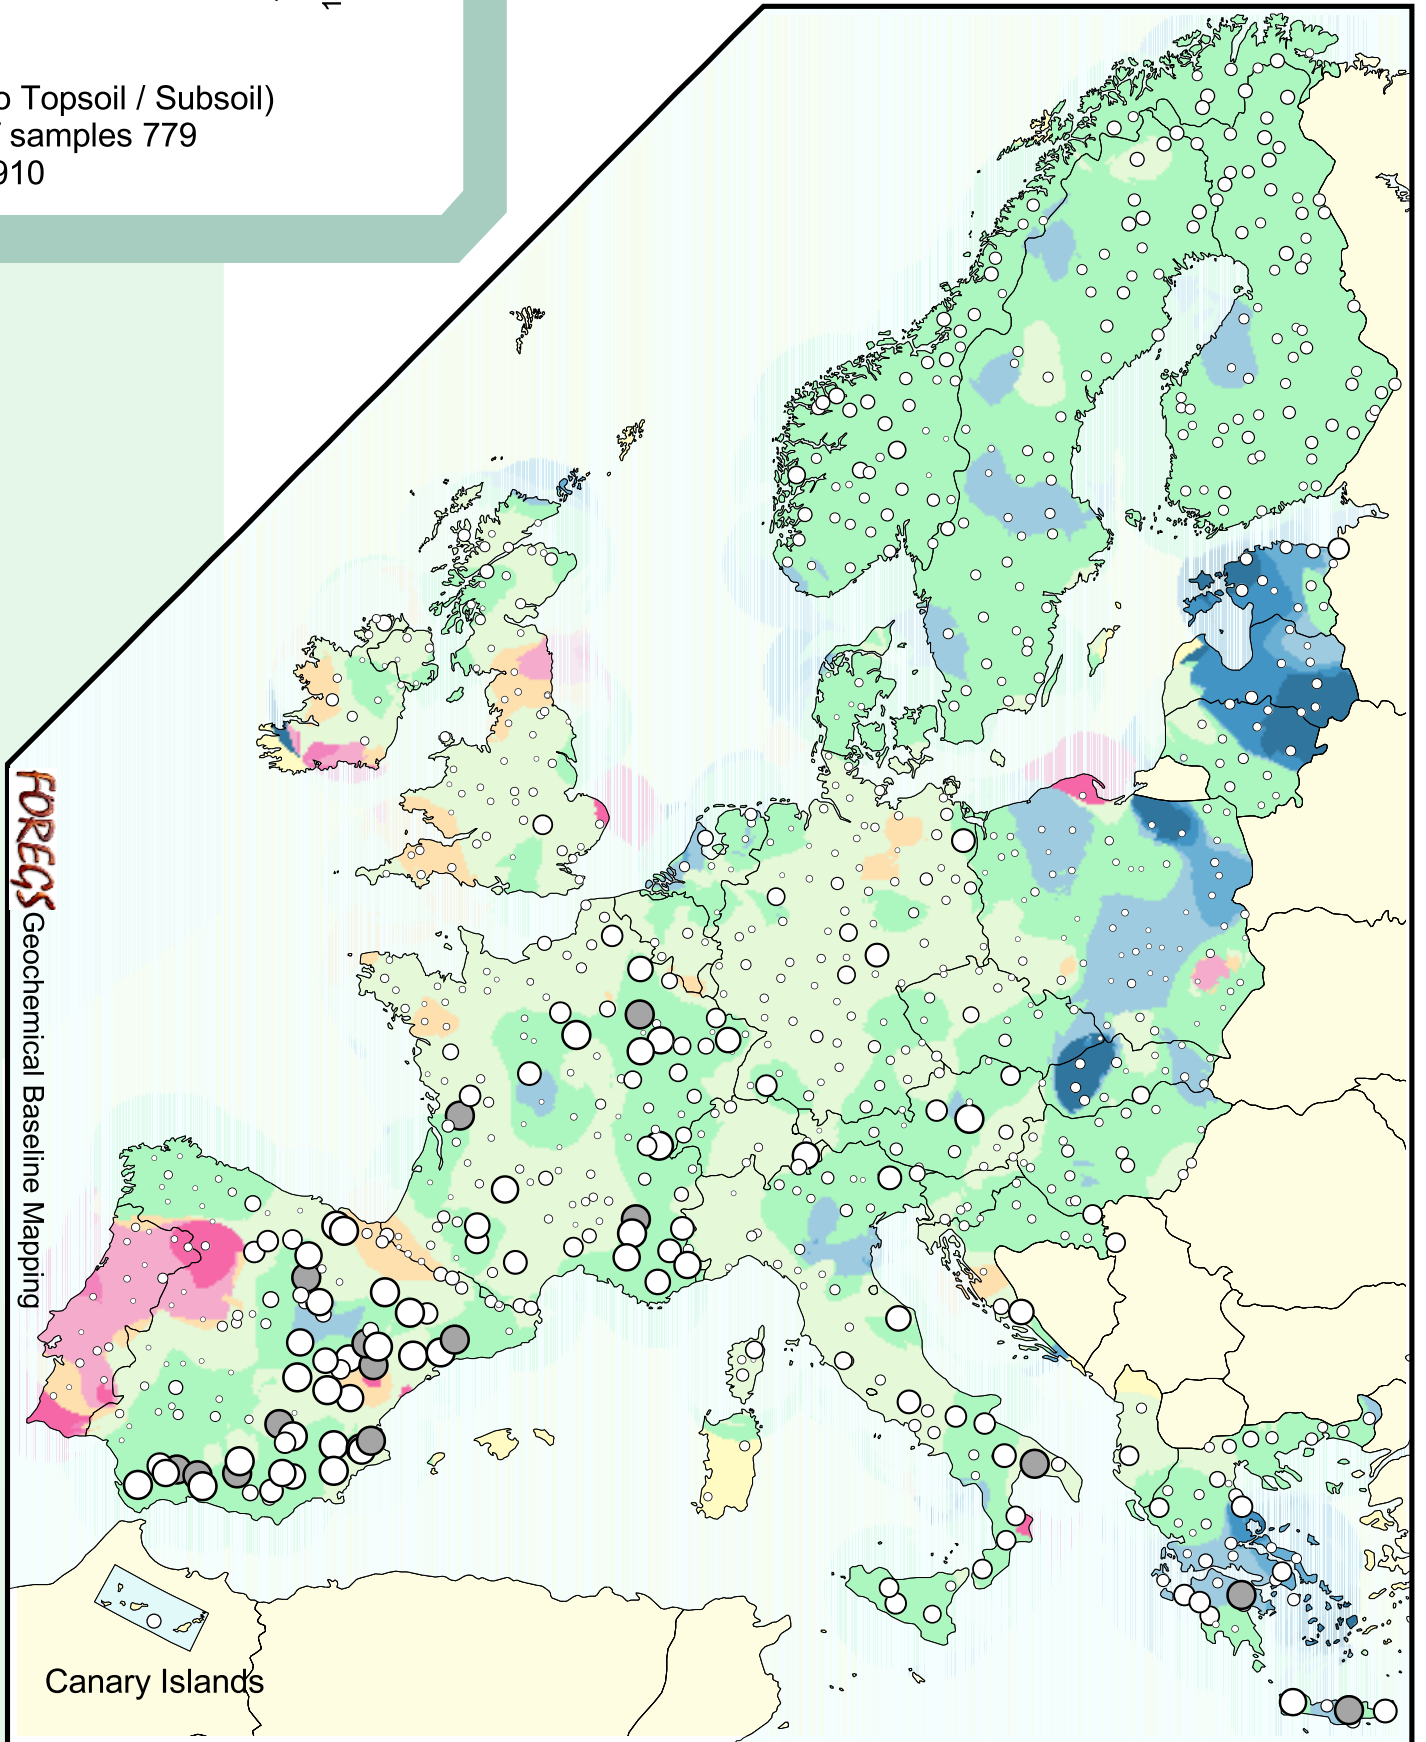 o Topsoil / Subsoil)
samples 779
910
FOREGS Geochemical Baseline Mapping
Canary Islands